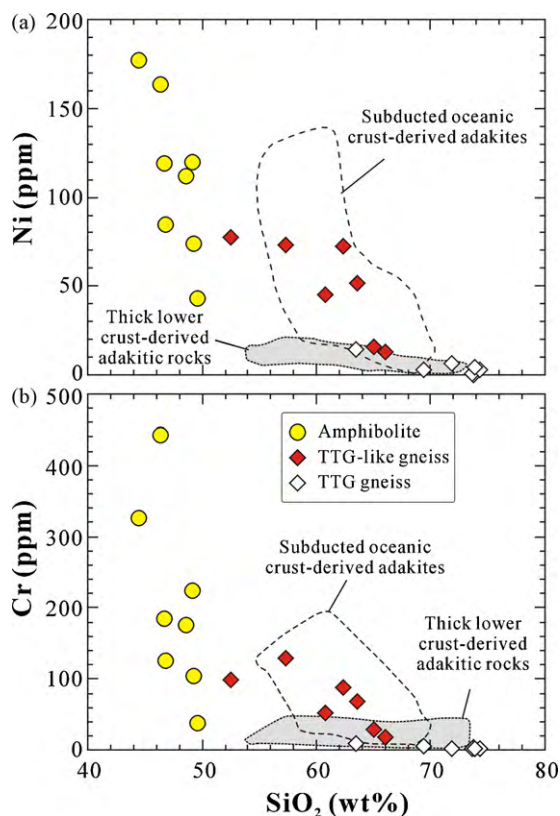 (a)
200
150
100
50
0
Ni (ppm)
Subducted oceanic
crust-derived adakites
Thick lower
crust-derived
adakitic rocks
(b)
500
400
300
200
100
0
Cr (ppm)
Amphibolite
TTG-like gneiss
TTG gneiss
Subducted oceanic
crust-derived adakites
Thick lower
crust-derived
adakitic rocks
40 50 60 70 80
SiO₂ (wt%)